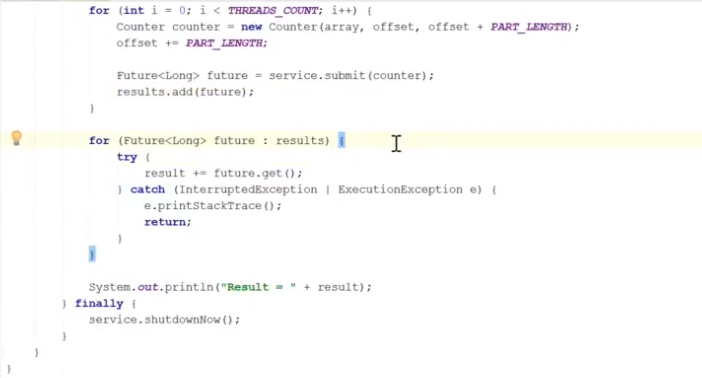 for (int i = 0; i < THREADS_COUNT; i++) {
Counter counter = new Counter(array, offset, offset + PART_LENGTH);
offset += PART_LENGTH;
Future<Long> future = service.submit(counter);
results.add(future);
}
for (Future<Long> future : results) {
try {
result += future.get();
} catch (InterruptedException | ExecutionException e) {
e.printStackTrace();
return;
}
}
System.out.println("Result = " + result);
} finally {
service.shutdownNow();
}
}
}